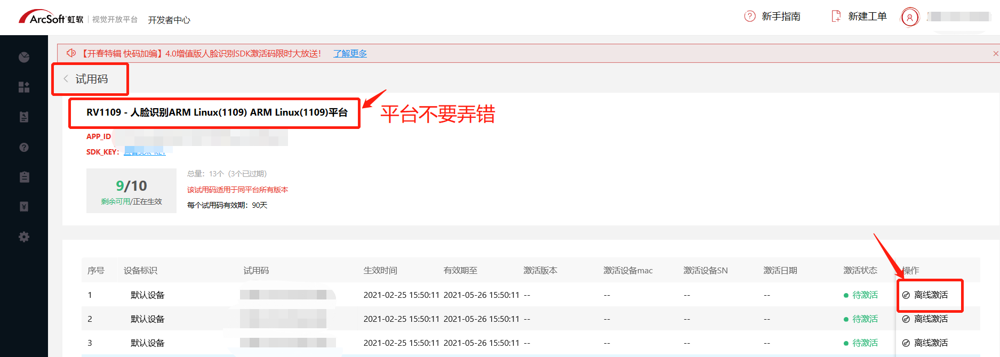 ArcSoft 虹软 视觉开放平台 开发者中心 新手指南 新建工单
【开春特辑 快码加编】4.0增值版人脸识别SDK激活码限时大放送！ 了解更多
试用码
RV1109 - 人脸识别ARM Linux(1109) ARM Linux(1109)平台
平台不要弄错
APP_ID
SDK_KEY：
9/10
剩余可用/正在生效
总量：13个（3个已过期）
该试用码适用于同平台所有版本
每个试用码有效期：90天
序号 设备标识 试用码 生效时间 有效期至 激活版本 激活设备mac 激活设备SN 激活日期 激活状态 操作
1 默认设备 2021-02-25 15:50:11 2021-05-26 15:50:11 -- -- -- -- 待激活 离线激活
2 默认设备 2021-02-25 15:50:11 2021-05-26 15:50:11 -- -- -- -- 待激活 离线激活
3 默认设备 2021-02-25 15:50:11 2021-05-26 15:50:11 -- -- -- -- 待激活 离线激活